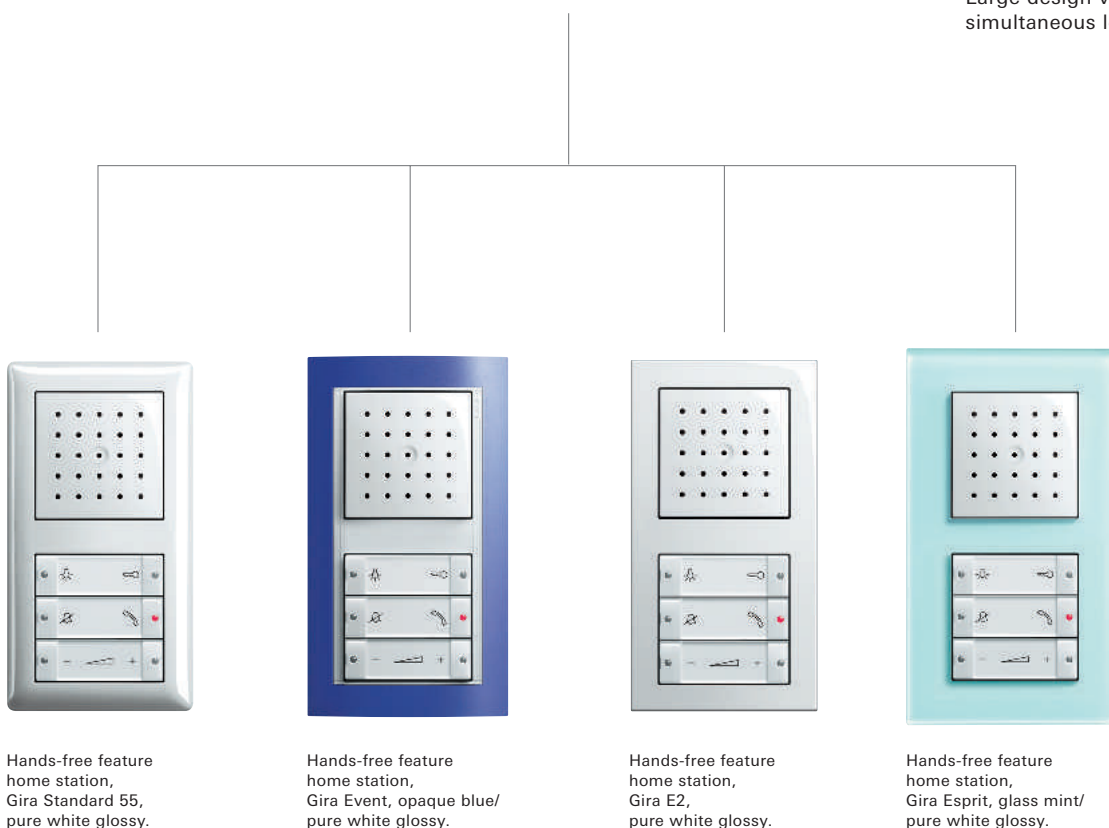 simultaneous l
Hands-free feature
home station,
Gira Standard 55,
pure white glossy.
Hands-free feature
home station,
Gira Event, opaque blue/
pure white glossy.
Hands-free feature
home station,
Gira E2,
pure white glossy.
Hands-free feature
home station,
Gira Esprit, glass mint/
pure white glossy.